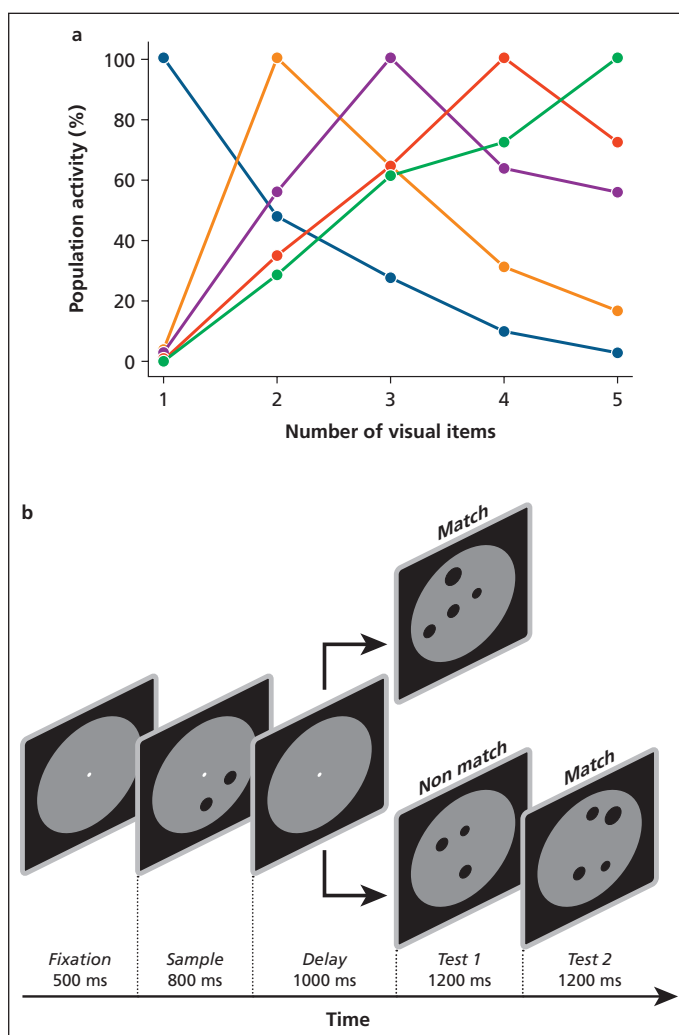 a
Population activity (%)
100
80
60
40
20
0
1 2 3 4 5
Number of visual items
b
Match
Non match
Match
Fixation Sample Delay Test 1 Test 2
500 ms 800 ms 1000 ms 1200 ms 1200 ms
Time